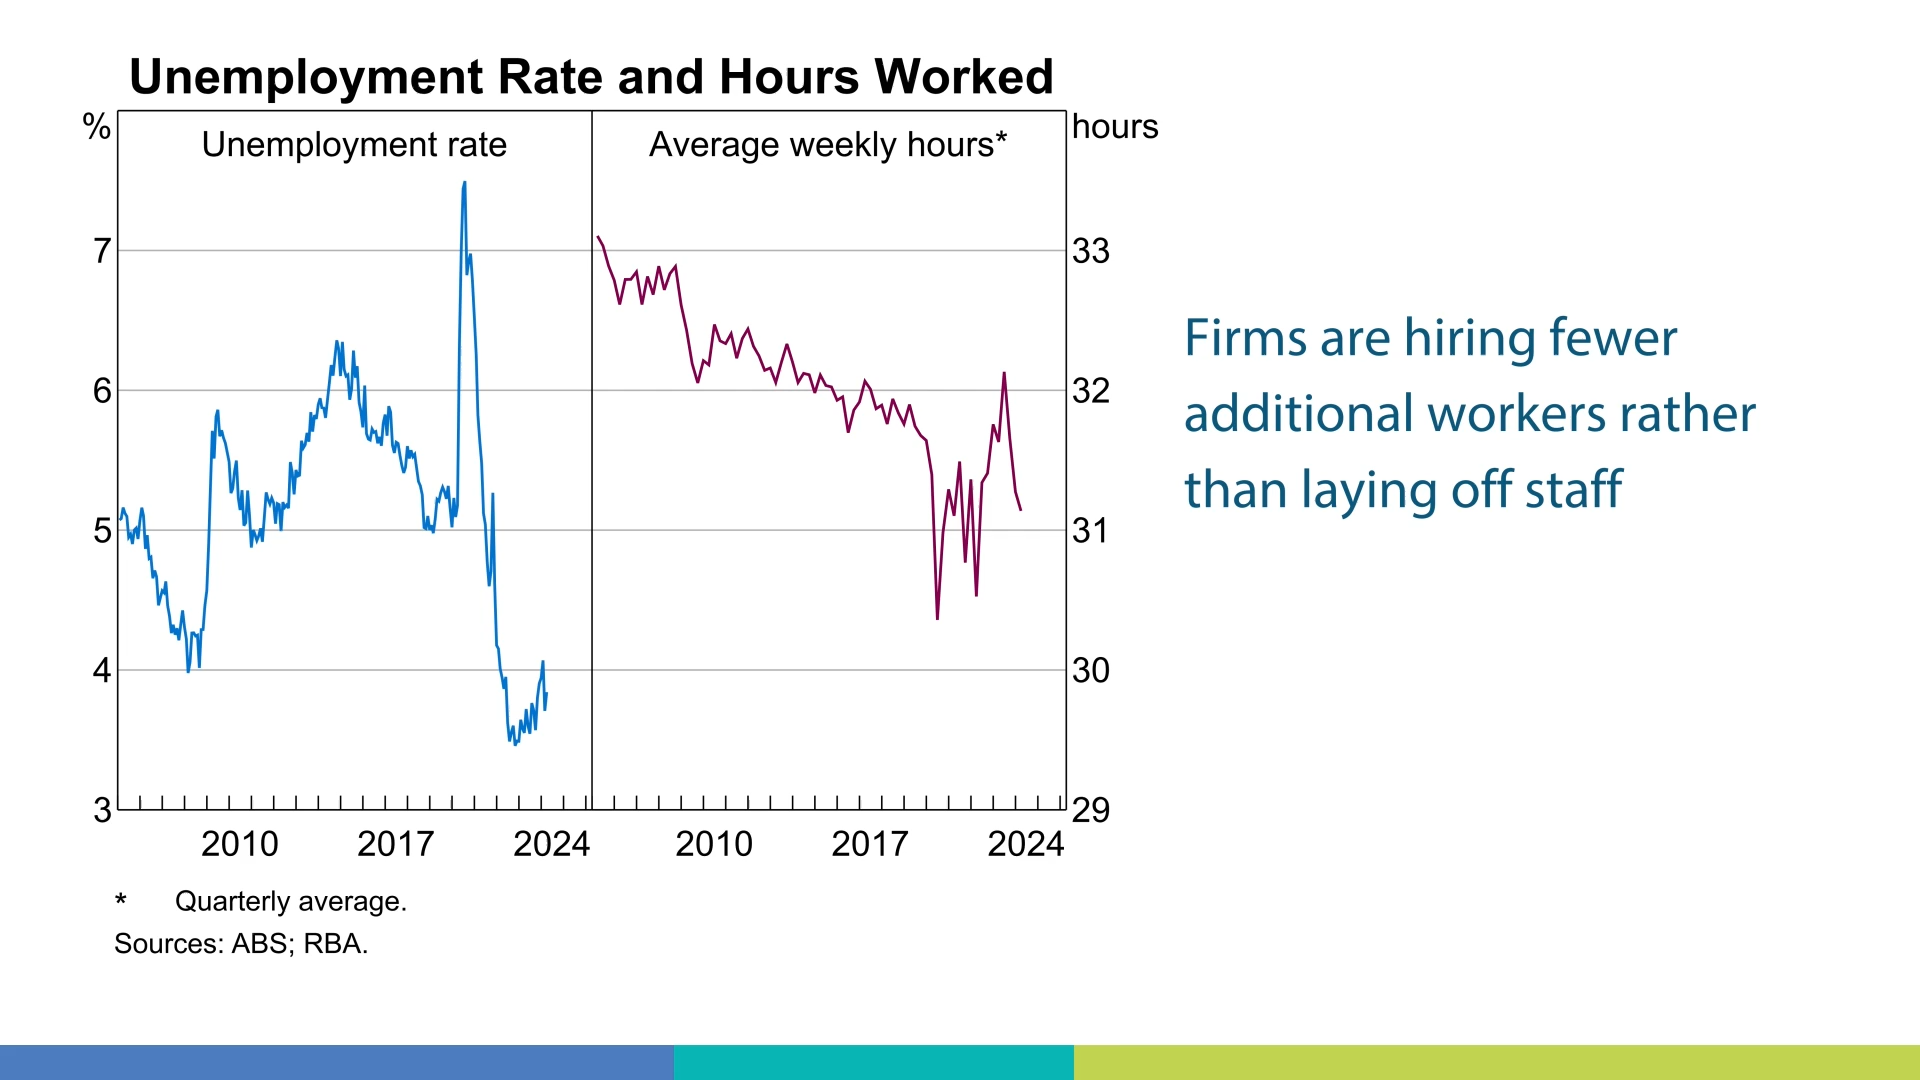 Unemployment Rate and Hours Worked
% Unemployment rate Average weekly hours* hours
7 33
6 32
5 31
4 30
3 29
2010 2017 2024 2010 2017 2024
* Quarterly average.
Sources: ABS; RBA.
Firms are hiring fewer
additional workers rather
than laying off staff